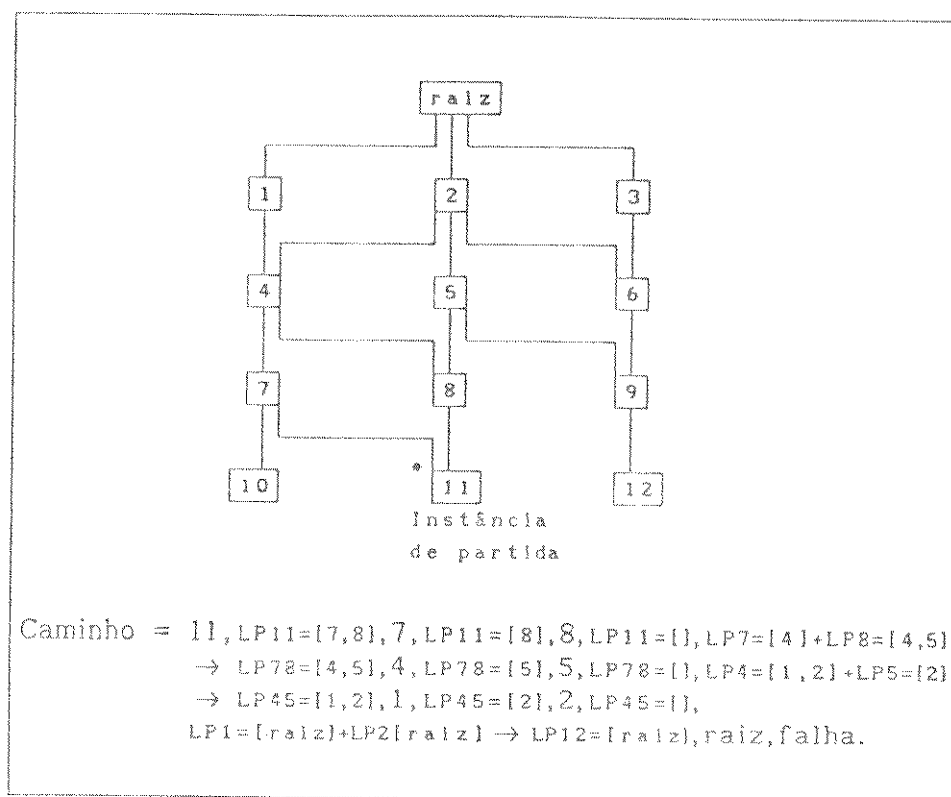 raiz
1 2 3
4 5 6
7 8 9
10 11 12
Instância
de partida
Caminho = 11,LP11=[7,8],7,LP11=[8],8,LP11=[],LP7=[4]+LP8=[4,5]
→ LP78=[4,5],4,LP78=[5],5,LP78=[],LP4=[1,2]+LP5=[2]
→ LP45=[1,2],1,LP45=[2],2,LP45=[],
LP1=[raiz]+LP2[raiz] → LP12=[raiz],raiz,falha.